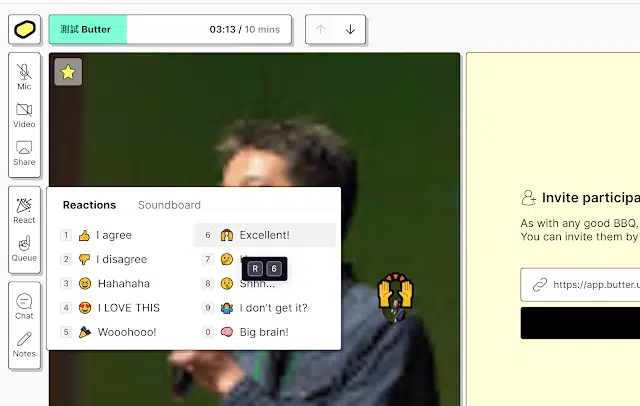 測試 Butter
03:13 / 10 mins
Mic
Video
Share
React
Queue
Chat
Notes
Reactions
Soundboard
1 I agree
2 I disagree
3 Hahahaha
4 I LOVE THIS
5 Wooohooo!
6 Excellent!
7
8 Shhh...
9 I don't get it?
0 Big brain!
R 6
Invite participa
As with any good BBQ,
You can invite them by
https://app.butter.u